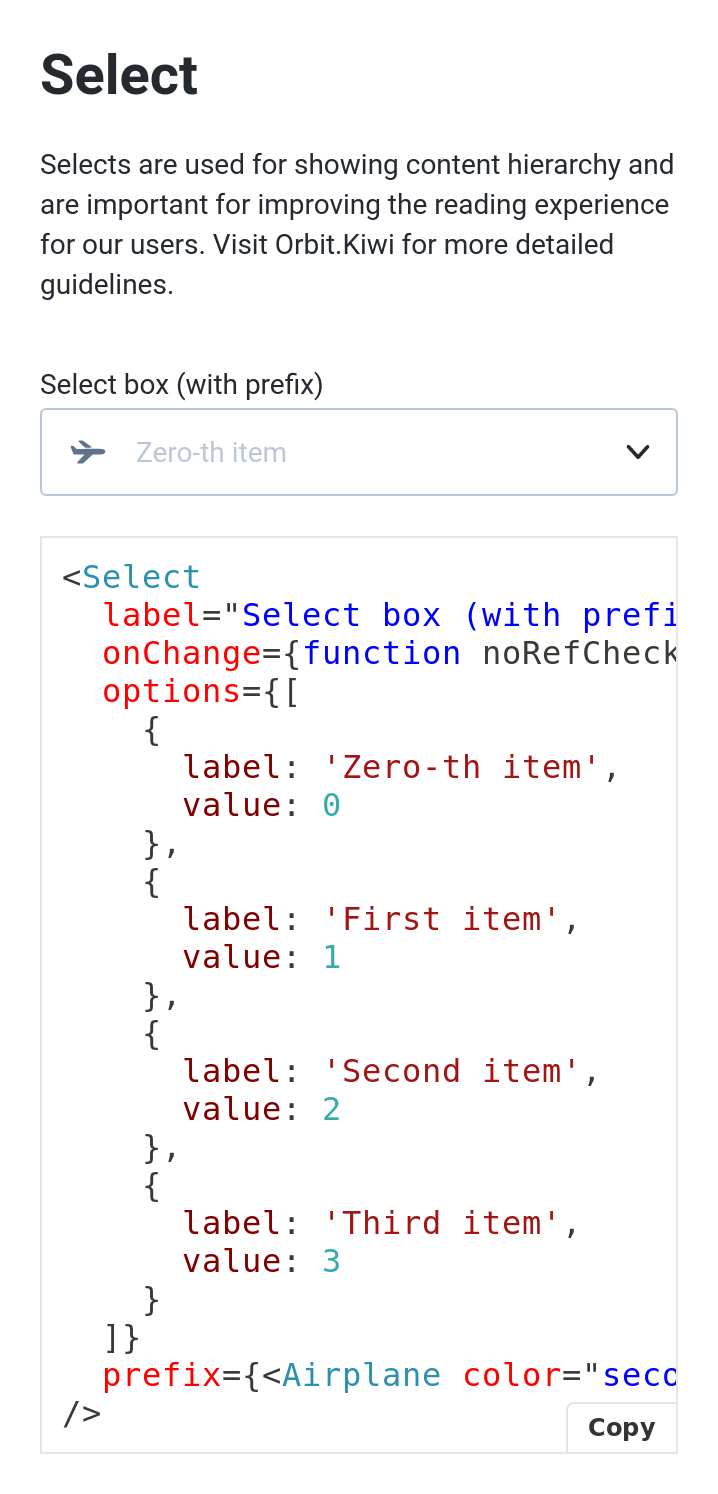 Select
Selects are used for showing content hierarchy and
are important for improving the reading experience
for our users. Visit Orbit.Kiwi for more detailed
guidelines.
Select box (with prefix)
Zero-th item
<Select
  label="Select box (with prefi
  onChange={function noRefCheck
  options={[
    {
      label: 'Zero-th item',
      value: 0
    },
    {
      label: 'First item',
      value: 1
    },
    {
      label: 'Second item',
      value: 2
    },
    {
      label: 'Third item',
      value: 3
    }
  ]}
  prefix={<Airplane color="seco
/>
Copy